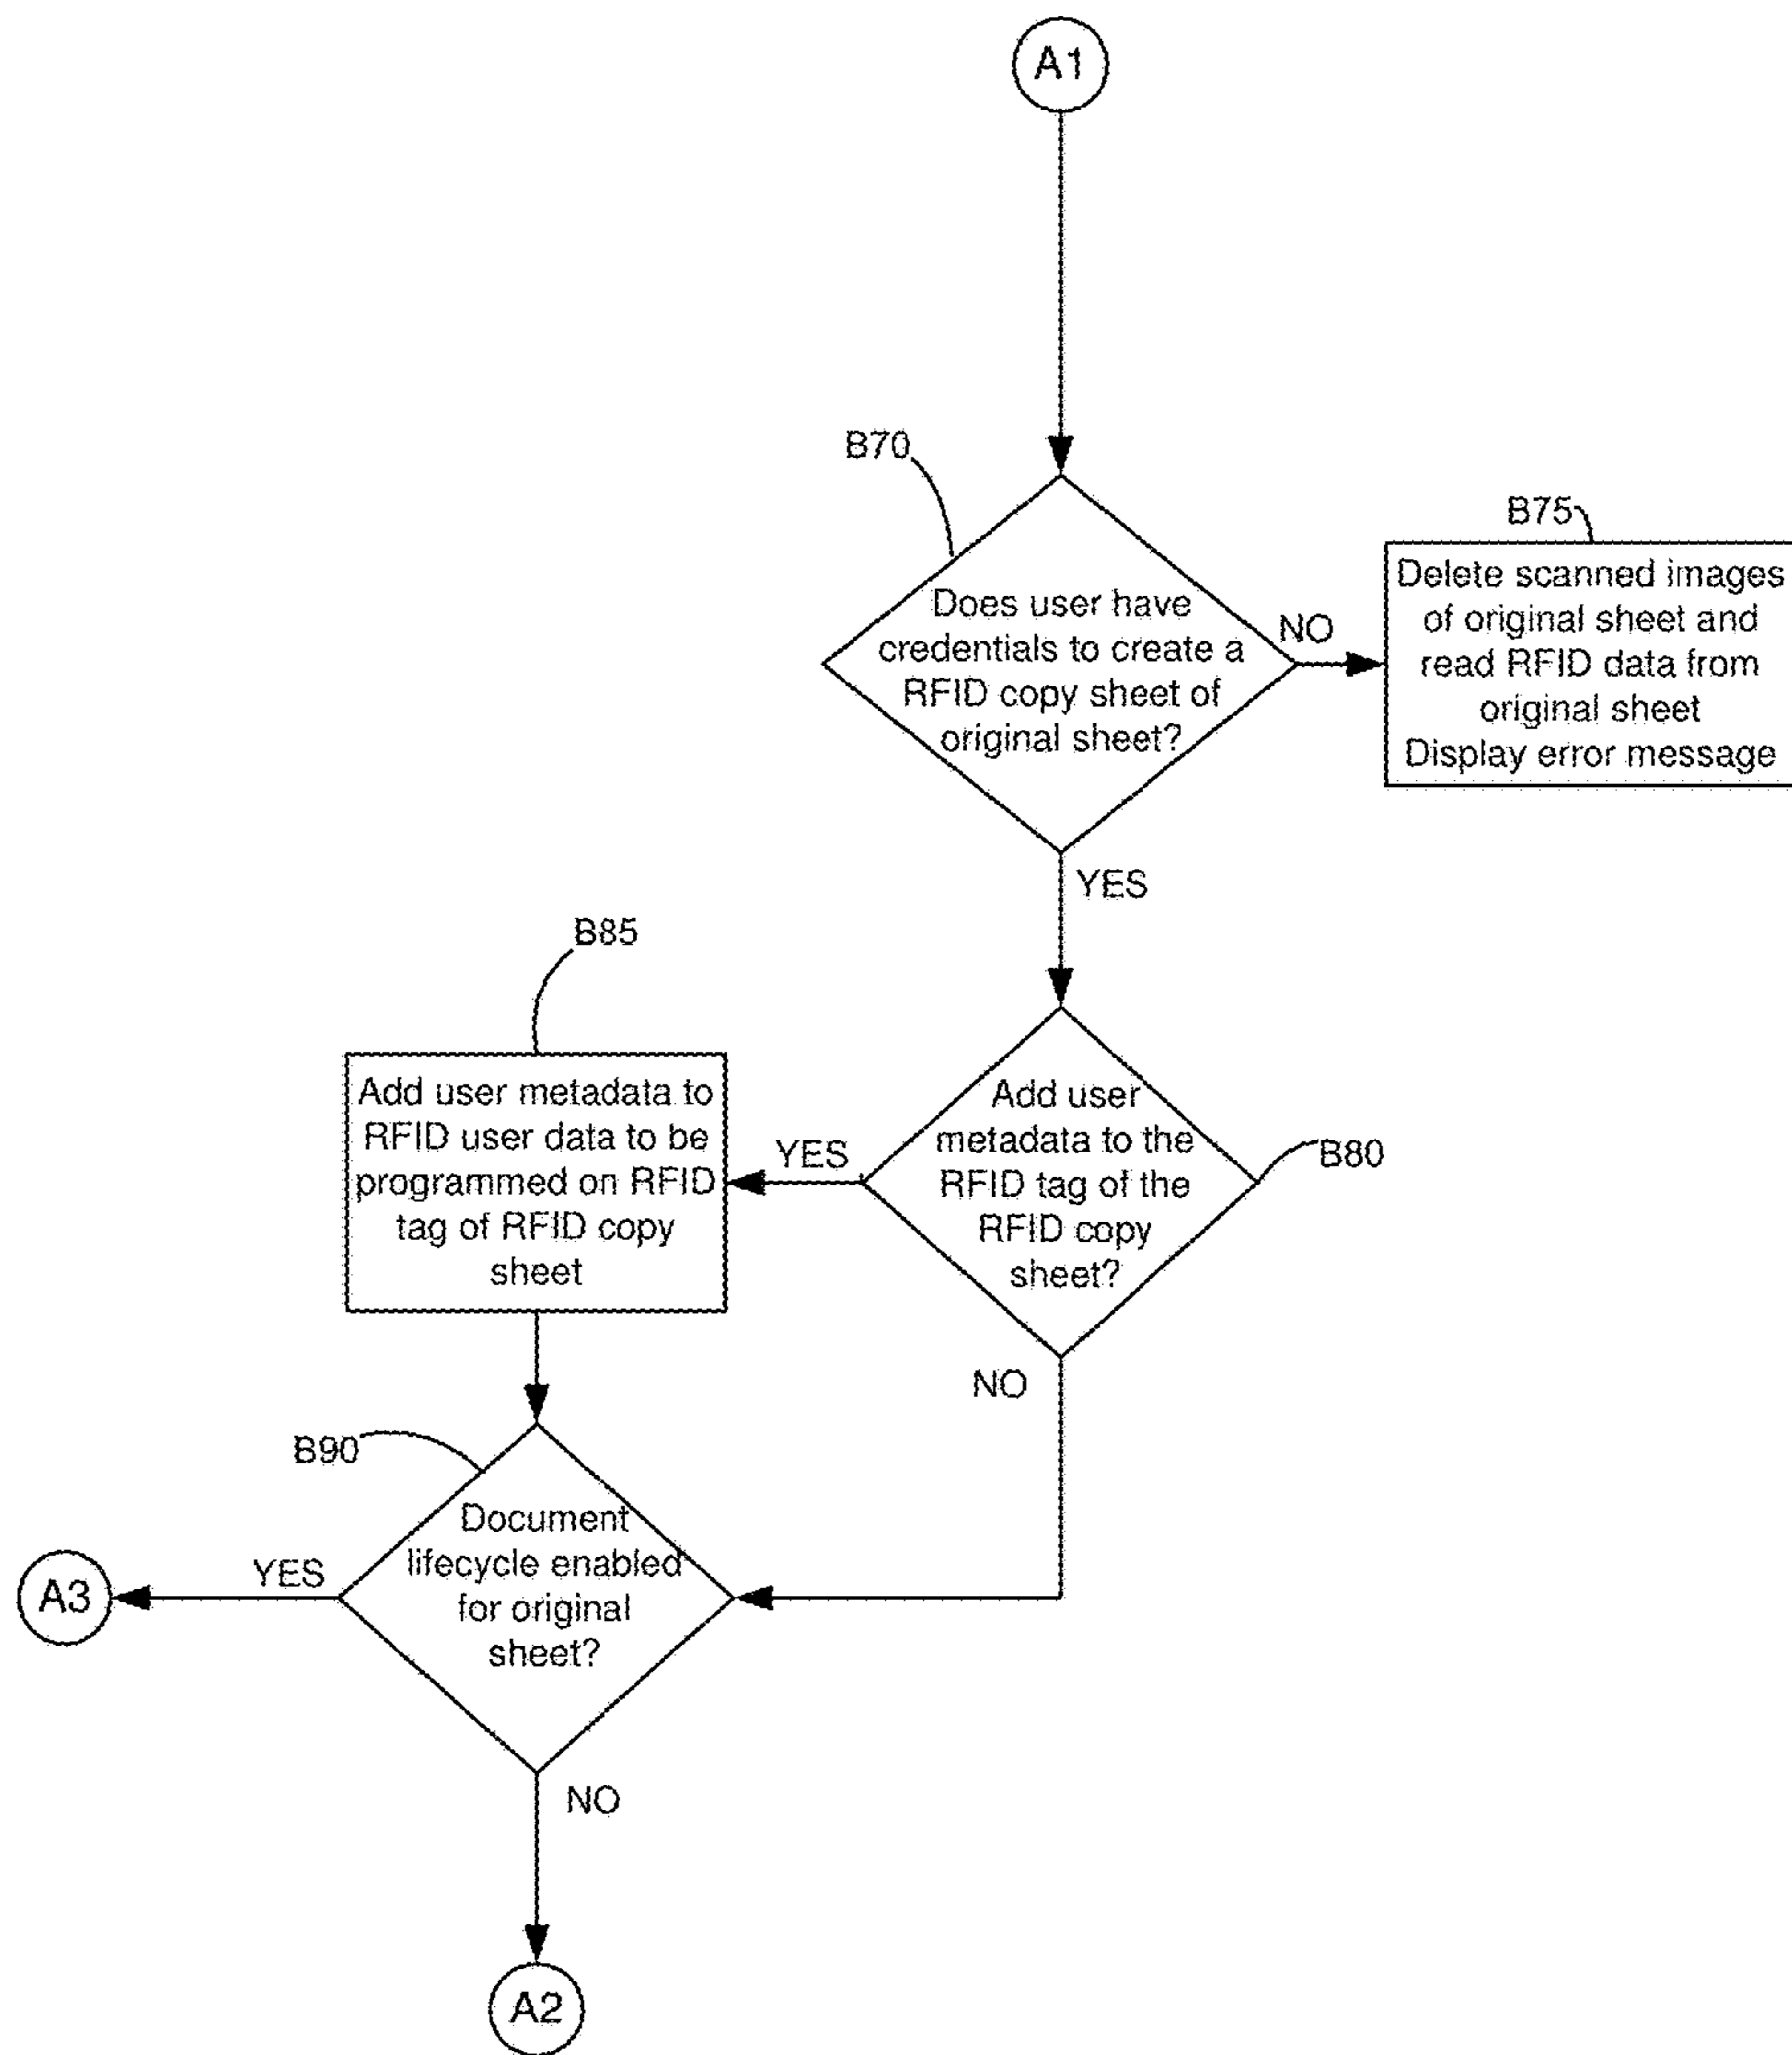 A1
B70
B75
Does user have
credentials to create a
RFID copy sheet of
original sheet?
NO
Delete scanned images
of original sheet and
read RFID data from
original sheet
Display error message
YES
B85
Add user metadata to
RFID user data to be
programmed on RFID
tag of RFID copy
sheet
YES
Add user
metadata to the
RFID tag of the
RFID copy
sheet?
B80
NO
B90
Document
lifecycle enabled
for original
sheet?
YES
A3
NO
A2